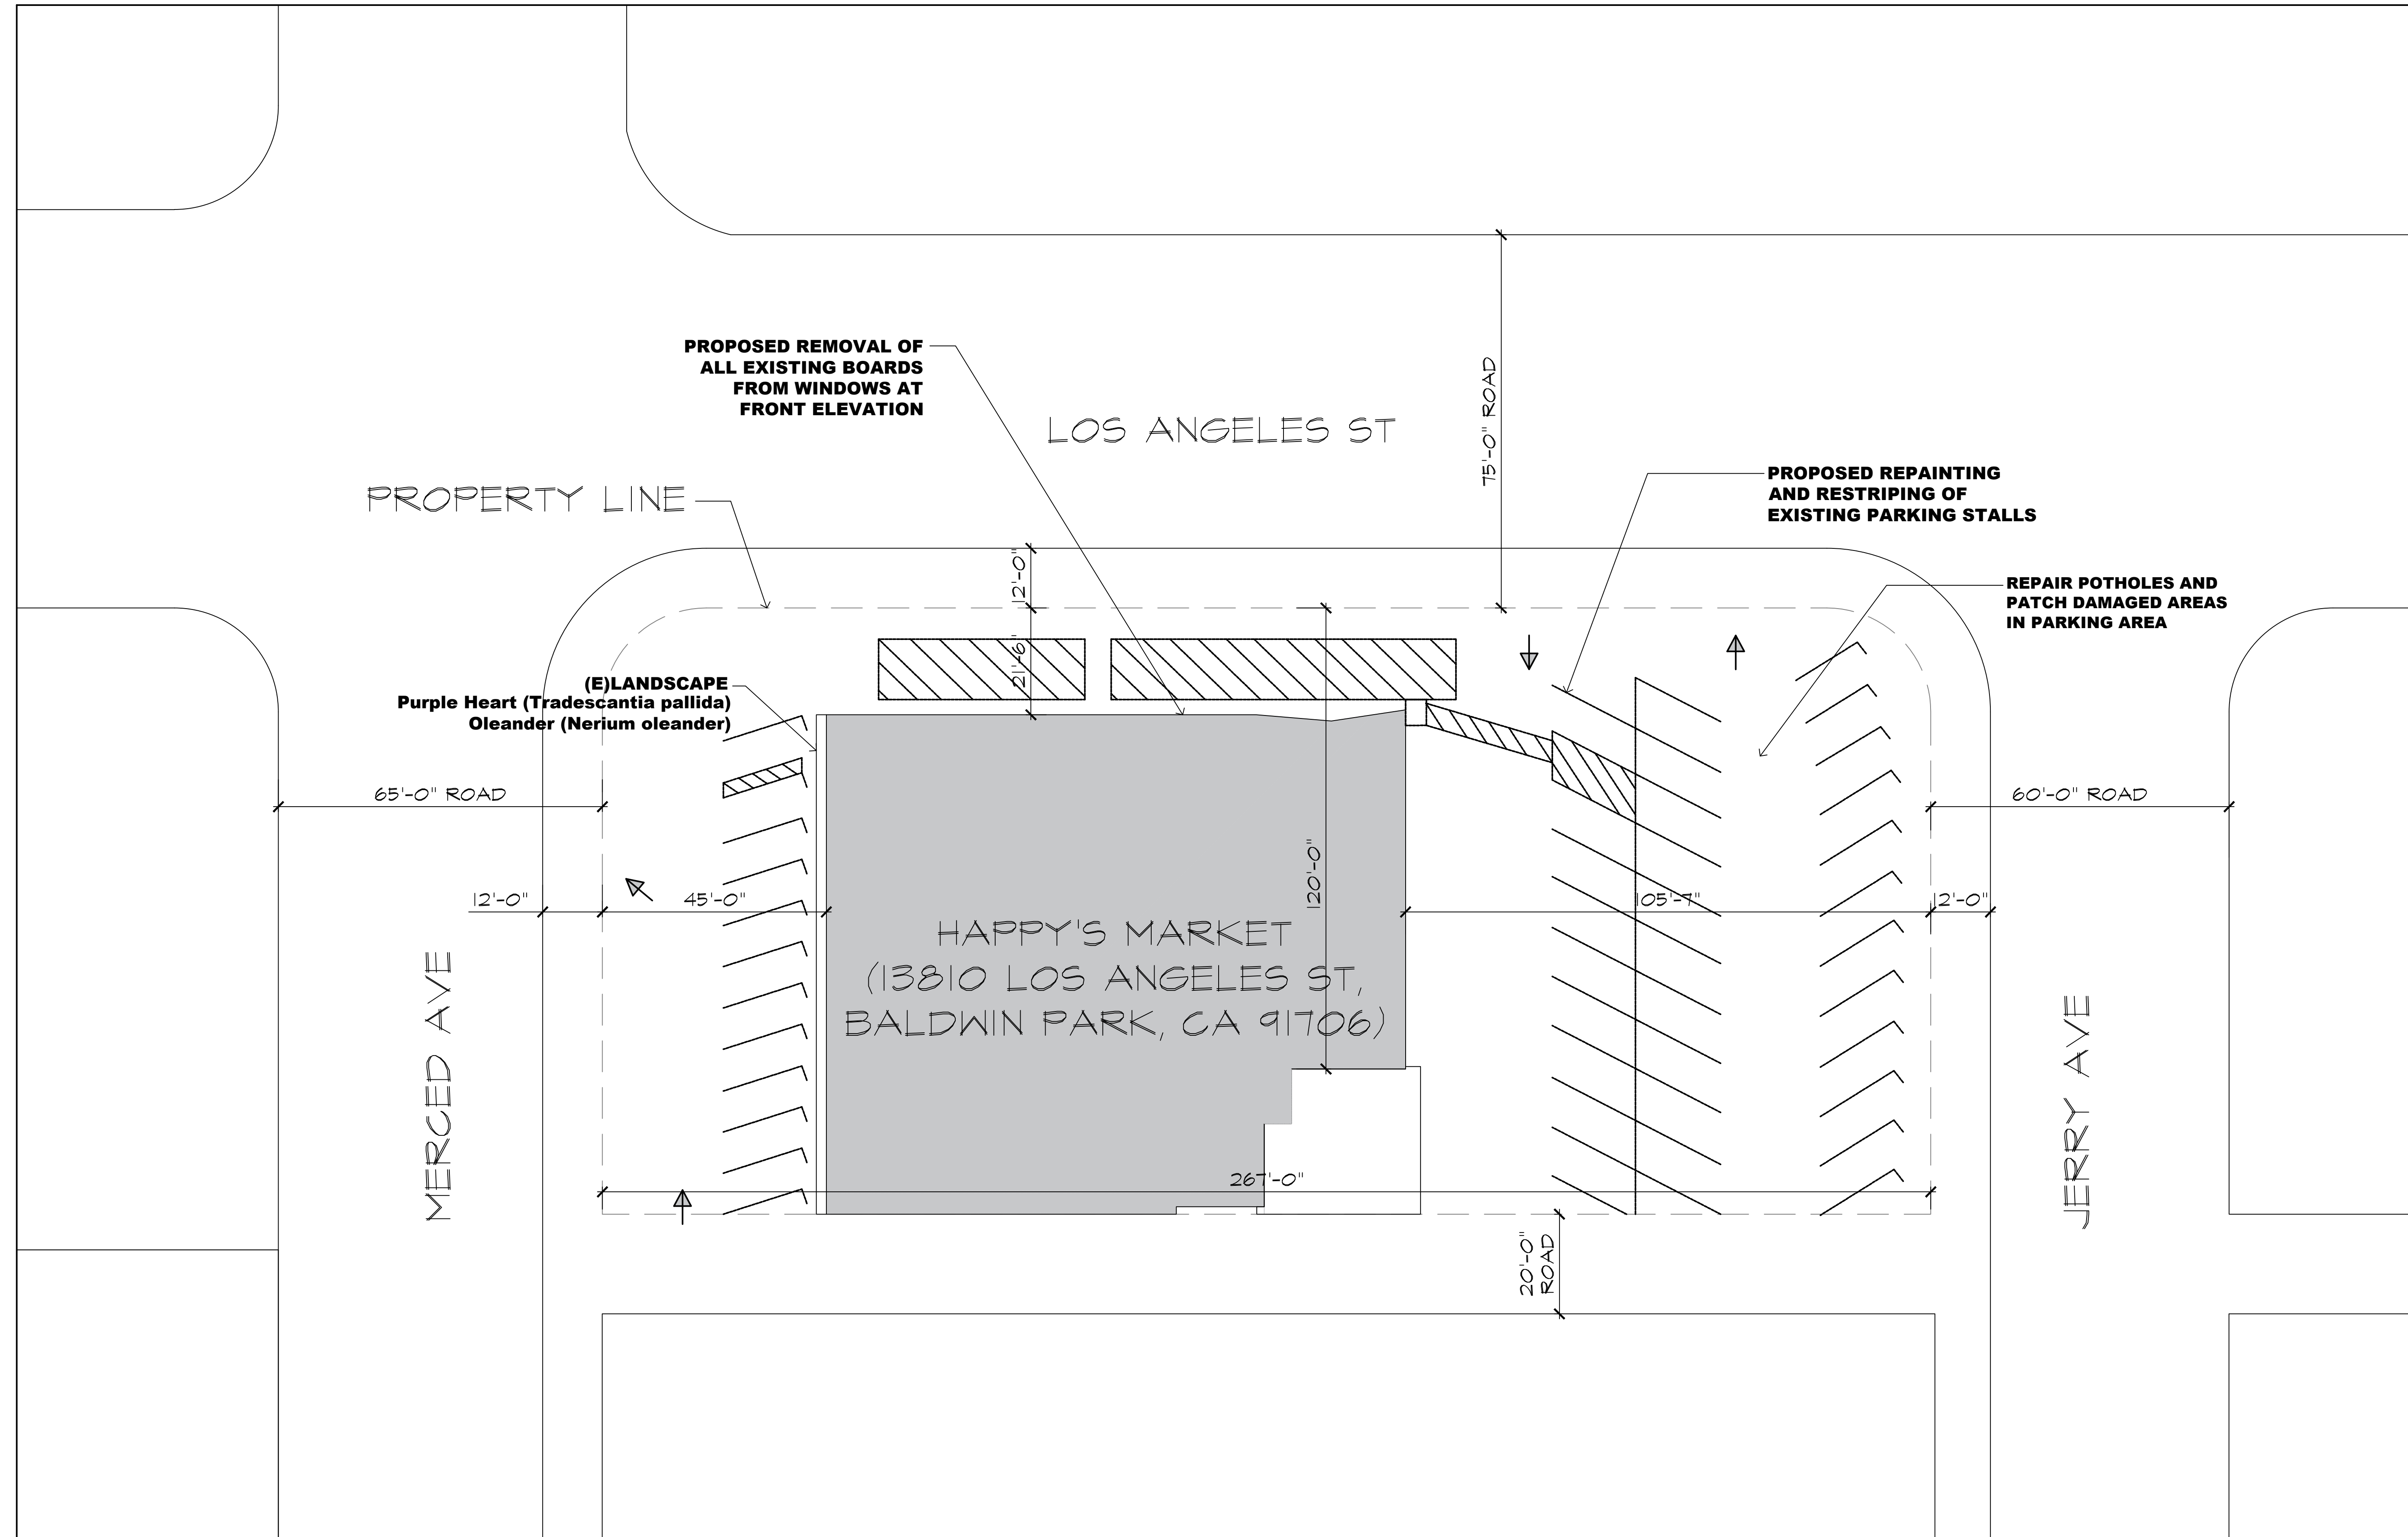 PROPOSED REMOVAL OF
ALL EXISTING BOARDS
FROM WINDOWS AT
FRONT ELEVATION
LOS ANGELES ST
75'-0" ROAD
PROPERTY LINE
PROPOSED REPAINTING
AND RESTRIPING OF
EXISTING PARKING STALLS
12'-0"
REPAIR POTHOLES AND
PATCH DAMAGED AREAS
IN PARKING AREA
21'-6"
(E)LANDSCAPE
Purple Heart (Tradescantia pallida)
Oleander (Nerium oleander)
65'-0" ROAD
60'-0" ROAD
12'-0"
45'-0"
120'-0"
105'-7"
12'-0"
HAPPY'S MARKET
(13810 LOS ANGELES ST,
BALDWIN PARK, CA 91706)
MERCED AVE
JERRY AVE
267'-0"
20'-0"
ROAD